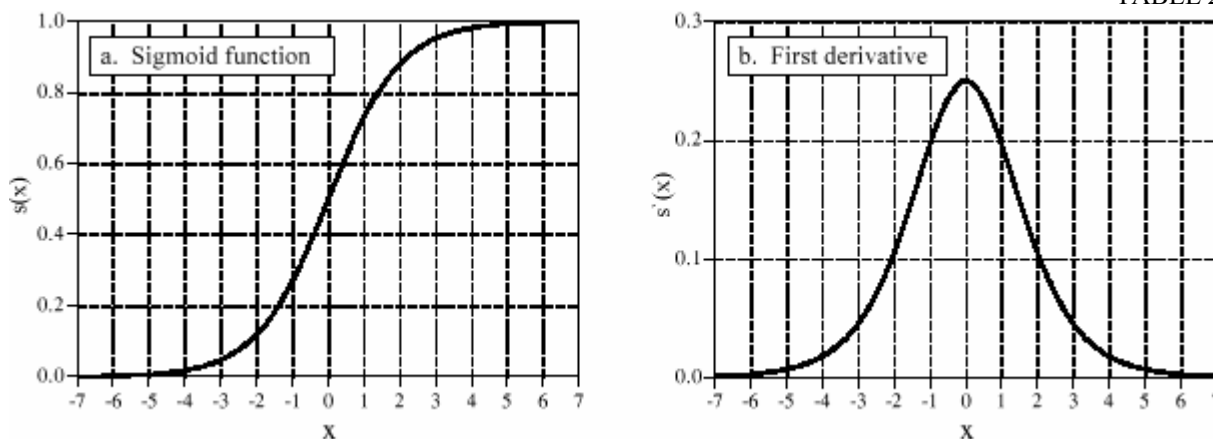 TABLE 2
a. Sigmoid function
1.0
0.8
0.6
0.4
0.2
0.0
s(x)
-7 -6 -5 -4 -3 -2 -1 0 1 2 3 4 5 6 7
x
b. First derivative
0.3
0.2
0.1
0.0
s`(x)
-7 -6 -5 -4 -3 -2 -1 0 1 2 3 4 5 6 7
x